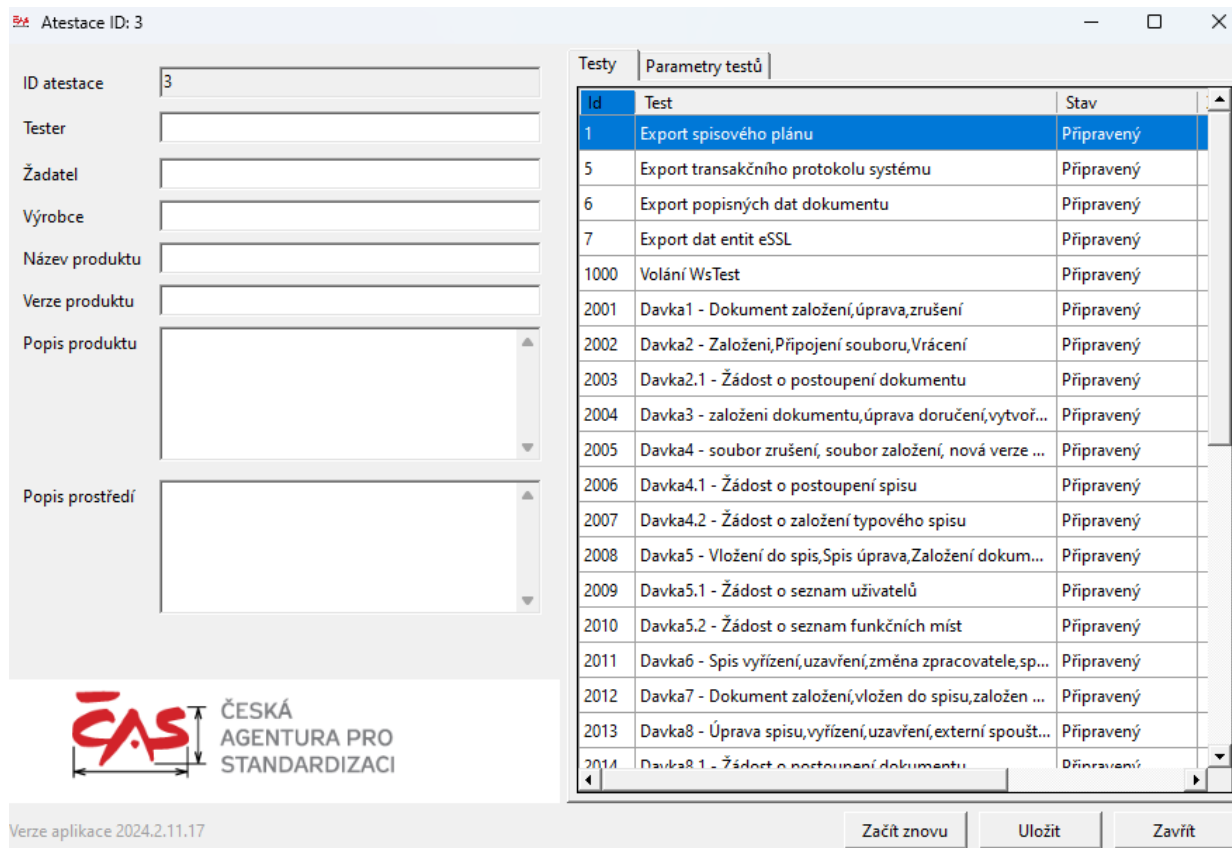 Atestace ID: 3
ID atestace 3
Tester
Žadatel
Výrobce
Název produktu
Verze produktu
Popis produktu
Popis prostředí
ČAS
ČESKÁ
AGENTURA PRO
STANDARDIZACI
Testy Parametry testů
Id Test Stav
1 Export spisového plánu Připravený
5 Export transakčního protokolu systému Připravený
6 Export popisných dat dokumentu Připravený
7 Export dat entit eSSL Připravený
1000 Volání WsTest Připravený
2001 Davka1 - Dokument založení,úprava,zrušení Připravený
2002 Davka2 - Založeni,Připojení souboru,Vrácení Připravený
2003 Davka2.1 - Žádost o postoupení dokumentu Připravený
2004 Davka3 - založeni dokumentu,úprava doručení,vytvoř... Připravený
2005 Davka4 - soubor zrušení, soubor založení, nová verze ... Připravený
2006 Davka4.1 - Žádost o postoupení spisu Připravený
2007 Davka4.2 - Žádost o založení typového spisu Připravený
2008 Davka5 - Vložení do spis,Spis úprava,Založení dokum... Připravený
2009 Davka5.1 - Žádost o seznam uživatelů Připravený
2010 Davka5.2 - Žádost o seznam funkčních míst Připravený
2011 Davka6 - Spis vyřízení,uzavření,změna zpracovatele,sp... Připravený
2012 Davka7 - Dokument založení,vložen do spisu,založen ... Připravený
2013 Davka8 - Úprava spisu,vyřízení,uzavření,externí spoušt... Připravený
2014 Davka8.1 - Žádost o postoupení dokumentu Připravený
Verze aplikace 2024.2.11.17
Začít znovu Uložit Zavřít